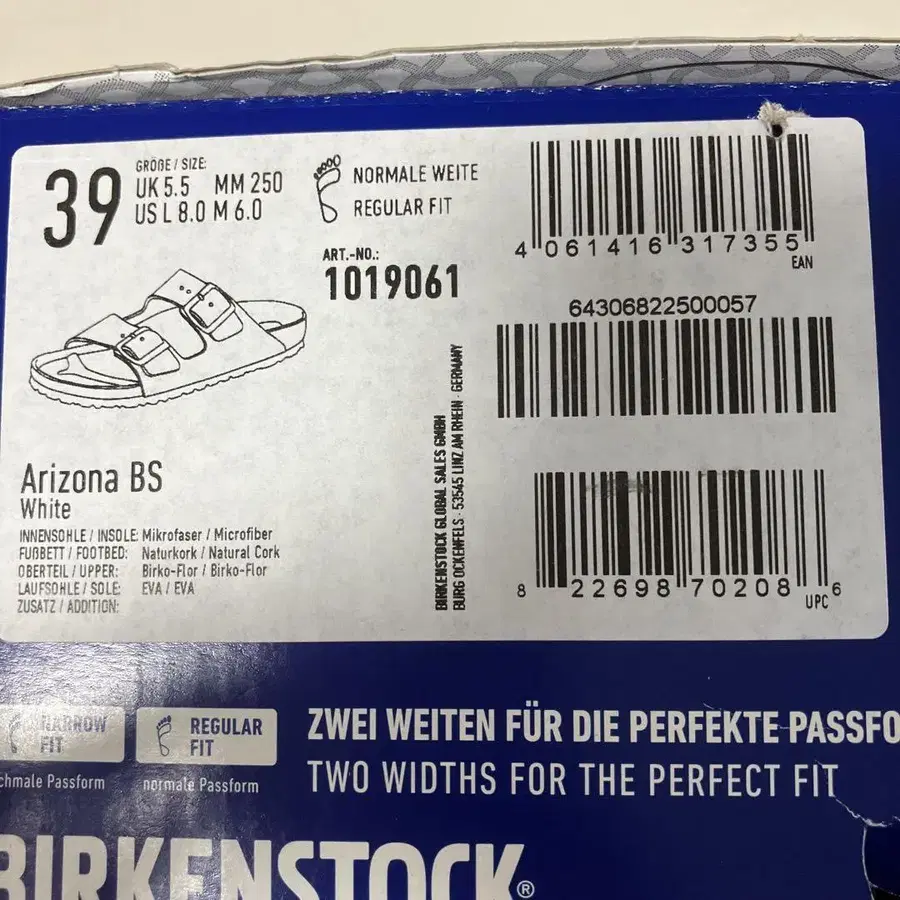 39
GRÖßE / SIZE:
UK 5.5 MM 250
US L 8.0 M 6.0
NORMALE WEITE
REGULAR FIT
ART.-NO.:
1019061
4 061416 317355
EAN
64306822500057
Arizona BS
White
INNENSOHLE / INSOLE: Mikrofaser / Microfiber
FUßBETT / FOOTBED: Naturkork / Natural Cork
OBERTEIL / UPPER: Birko-Flor / Birko-Flor
LAUFSOHLE / SOLE: EVA / EVA
ZUSATZ / ADDITION:
BIRKENSTOCK GLOBAL SALES GMBH
BURG OCKENFELS · 53545 LINZ AM RHEIN · GERMANY
8 22698 70208 6
UPC
NARROW
FIT
chmale Passform
REGULAR
FIT
normale Passform
ZWEI WEITEN FÜR DIE PERFEKTE PASSFO
TWO WIDTHS FOR THE PERFECT FIT
BIRKENSTOCK®